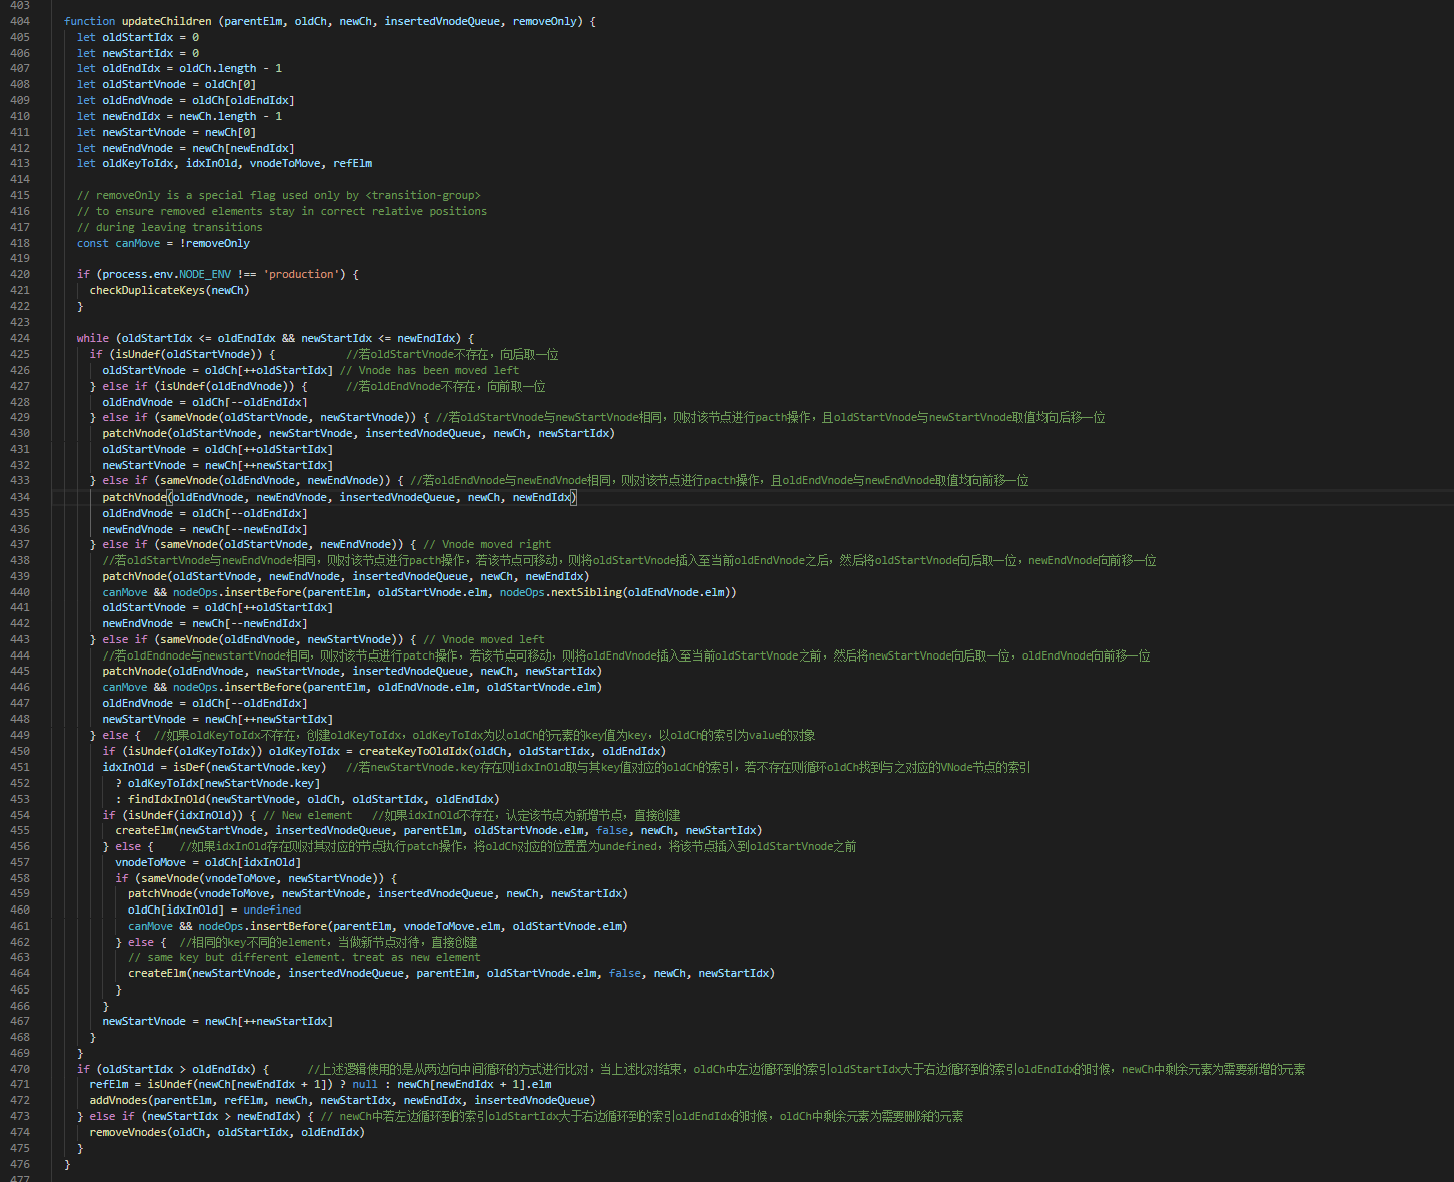 403
404 function updateChildren (parentElm, oldCh, newCh, insertedVnodeQueue, removeOnly) {
405 let oldStartIdx = 0
406 let newStartIdx = 0
407 let oldEndIdx = oldCh.length - 1
408 let oldStartVnode = oldCh[0]
409 let oldEndVnode = oldCh[oldEndIdx]
410 let newEndIdx = newCh.length - 1
411 let newStartVnode = newCh[0]
412 let newEndVnode = newCh[newEndIdx]
413 let oldKeyToIdx, idxInOld, vnodeToMove, refElm
414
415 // removeOnly is a special flag used only by <transition-group>
416 // to ensure removed elements stay in correct relative positions
417 // during leaving transitions
418 const canMove = !removeOnly
419
420 if (process.env.NODE_ENV !== 'production') {
421 checkDuplicateKeys(newCh)
422 }
423
424 while (oldStartIdx <= oldEndIdx && newStartIdx <= newEndIdx) {
425 if (isUndef(oldStartVnode)) { //若oldStartVnode不存在，向后取一位
426 oldStartVnode = oldCh[++oldStartIdx] // Vnode has been moved left
427 } else if (isUndef(oldEndVnode)) { //若oldEndVnode不存在，向前取一位
428 oldEndVnode = oldCh[--oldEndIdx]
429 } else if (sameVnode(oldStartVnode, newStartVnode)) { //若oldStartVnode与newStartVnode相同，则对该节点进行pacth操作，且oldStartVnode与newStartVnode取值均向后移一位
430 patchVnode(oldStartVnode, newStartVnode, insertedVnodeQueue, newCh, newStartIdx)
431 oldStartVnode = oldCh[++oldStartIdx]
432 newStartVnode = newCh[++newStartIdx]
433 } else if (sameVnode(oldEndVnode, newEndVnode)) { //若oldEndVnode与newEndVnode相同，则对该节点进行pacth操作，且oldEndVnode与newEndVnode取值均向前移一位
434 patchVnode(oldEndVnode, newEndVnode, insertedVnodeQueue, newCh, newEndIdx)
435 oldEndVnode = oldCh[--oldEndIdx]
436 newEndVnode = newCh[--newEndIdx]
437 } else if (sameVnode(oldStartVnode, newEndVnode)) { // Vnode moved right
438 //若oldStartVnode与newEndVnode相同，则对该节点进行pacth操作，若该节点可移动，则将oldStartVnode插入至当前oldEndVnode之后，然后将oldStartVnode向后取一位，newEndVnode向前移一位
439 patchVnode(oldStartVnode, newEndVnode, insertedVnodeQueue, newCh, newEndIdx)
440 canMove && nodeOps.insertBefore(parentElm, oldStartVnode.elm, nodeOps.nextSibling(oldEndVnode.elm))
441 oldStartVnode = oldCh[++oldStartIdx]
442 newEndVnode = newCh[--newEndIdx]
443 } else if (sameVnode(oldEndVnode, newStartVnode)) { // Vnode moved left
444 //若oldEndnode与newstartVnode相同，则对该节点进行patch操作，若该节点可移动，则将oldEndVnode插入至当前oldStartVnode之前，然后将newStartVnode向后取一位，oldEndVnode向前移一位
445 patchVnode(oldEndVnode, newStartVnode, insertedVnodeQueue, newCh, newStartIdx)
446 canMove && nodeOps.insertBefore(parentElm, oldEndVnode.elm, oldStartVnode.elm)
447 oldEndVnode = oldCh[--oldEndIdx]
448 newStartVnode = newCh[++newStartIdx]
449 } else { //如果oldKeyToIdx不存在，创建oldKeyToIdx，oldKeyToIdx为以oldCh的元素的key值为key，以oldCh的索引为value的对象
450 if (isUndef(oldKeyToIdx)) oldKeyToIdx = createKeyToOldIdx(oldCh, oldStartIdx, oldEndIdx)
451 idxInOld = isDef(newStartVnode.key) //若newStartVnode.key存在则idxInOld取与其key值对应的oldCh的索引，若不存在则循环oldCh找到与之对应的VNode节点的索引
452 ? oldKeyToIdx[newStartVnode.key]
453 : findIdxInOld(newStartVnode, oldCh, oldStartIdx, oldEndIdx)
454 if (isUndef(idxInOld)) { // New element //如果idxInOld不存在，认定该节点为新增节点，直接创建
455 createElm(newStartVnode, insertedVnodeQueue, parentElm, oldStartVnode.elm, false, newCh, newStartIdx)
456 } else { //如果idxInOld存在则对其对应的节点执行patch操作，将oldCh对应的位置置为undefined，将该节点插入到oldStartVnode之前
457 vnodeToMove = oldCh[idxInOld]
458 if (sameVnode(vnodeToMove, newStartVnode)) {
459 patchVnode(vnodeToMove, newStartVnode, insertedVnodeQueue, newCh, newStartIdx)
460 oldCh[idxInOld] = undefined
461 canMove && nodeOps.insertBefore(parentElm, vnodeToMove.elm, oldStartVnode.elm)
462 } else { //相同的key不同的element，当做新节点对待，直接创建
463 // same key but different element. treat as new element
464 createElm(newStartVnode, insertedVnodeQueue, parentElm, oldStartVnode.elm, false, newCh, newStartIdx)
465 }
466 }
467 newStartVnode = newCh[++newStartIdx]
468 }
469 }
470 if (oldStartIdx > oldEndIdx) { //上述逻辑使用的是从两边向中间循环的方式进行比对，当上述比对结束，oldCh中左边循环到的索引oldStartIdx大于右边循环到的索引oldEndIdx的时候，newCh中剩余元素为需要新增的元素
471 refElm = isUndef(newCh[newEndIdx + 1]) ? null : newCh[newEndIdx + 1].elm
472 addVnodes(parentElm, refElm, newCh, newStartIdx, newEndIdx, insertedVnodeQueue)
473 } else if (newStartIdx > newEndIdx) { // newCh中若左边循环到的索引oldStartIdx大于右边循环到的索引oldEndIdx的时候，oldCh中剩余元素为需要删除的元素
474 removeVnodes(oldCh, oldStartIdx, oldEndIdx)
475 }
476 }
477